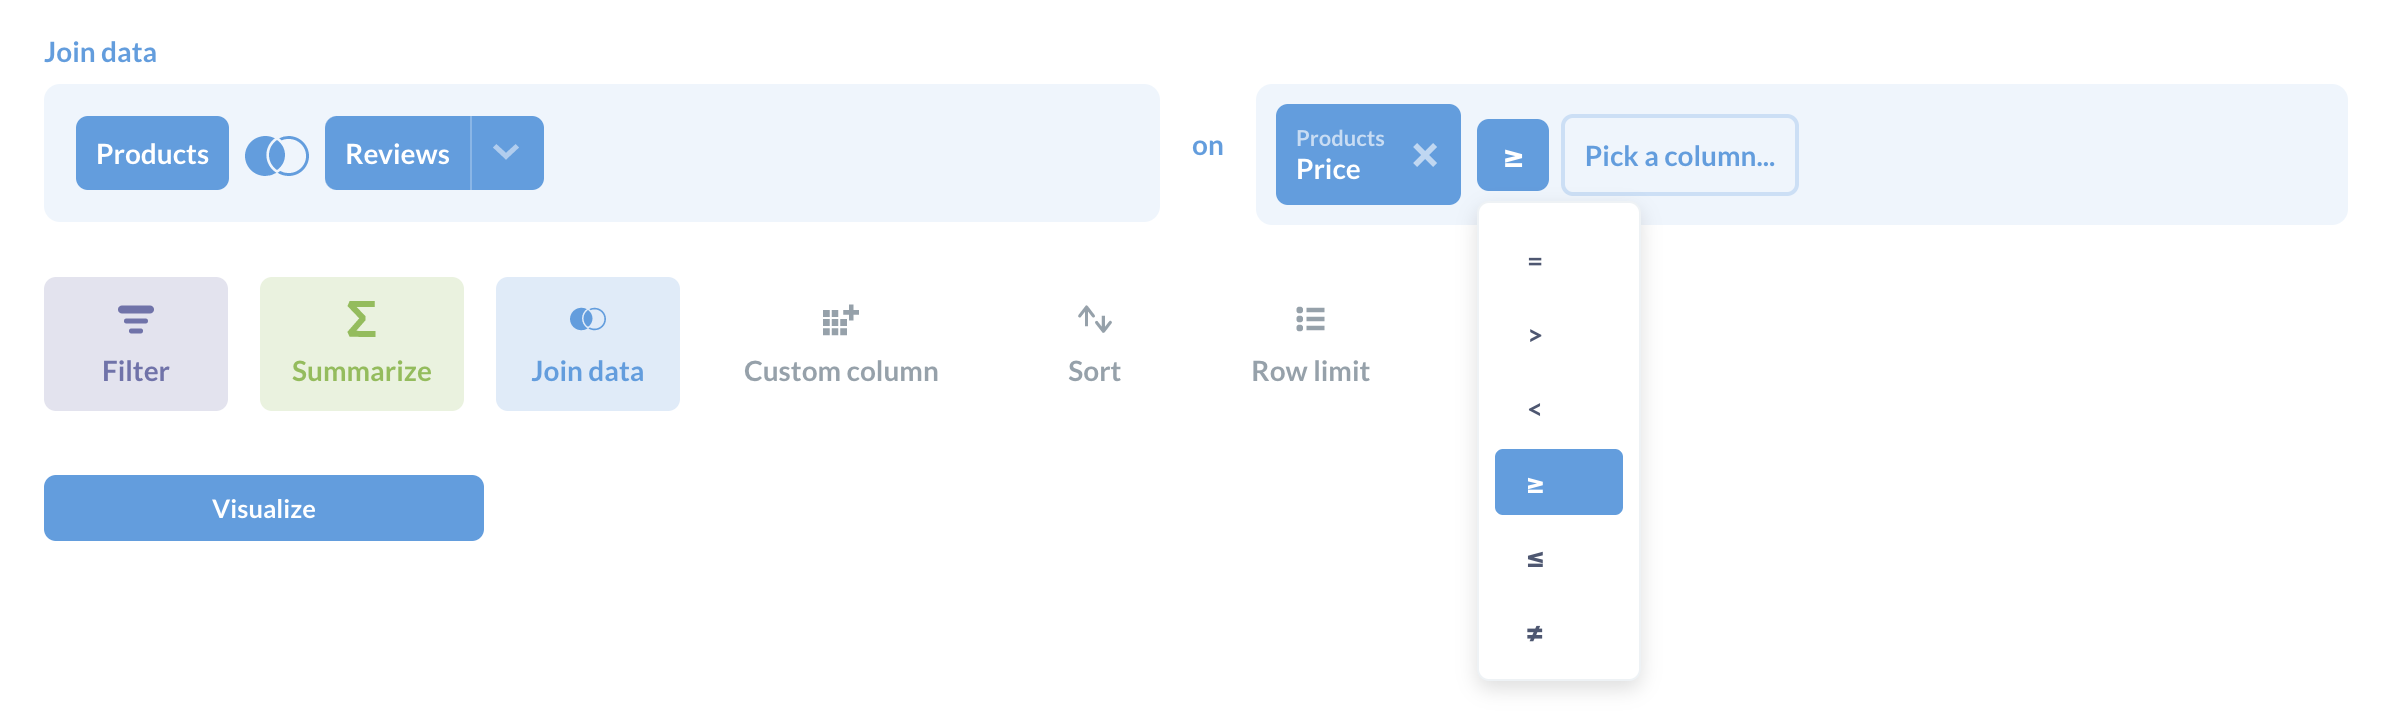 Join data
Products Reviews on Products Price ≥ Pick a column...
=
>
<
≥
≤
≠
Filter Summarize Join data Custom column Sort Row limit
Visualize